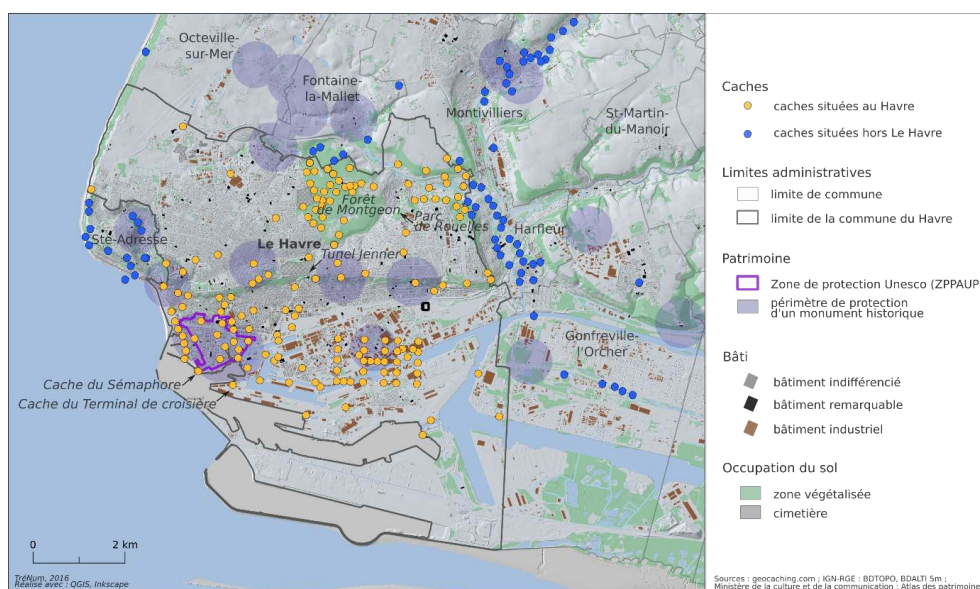 Octeville-
sur-Mer
Fontaine-
la-Mallet
Montivilliers
St-Martin-
du-Manoir
Forêt
de Montgeon
Parc
de Rouelles
Ste-Adresse
Le Havre
Tunel Jenner
Harfleur
Gonfreville-
l'Orcher
Cache du Sémaphore
Cache du Terminal de croisière
0 2 km
TréNum, 2016
Réalisé avec : QGIS, Inkscape
Caches
caches situées au Havre
caches situées hors Le Havre
Limites administratives
limite de commune
limite de la commune du Havre
Patrimoine
Zone de protection Unesco (ZPPAUP
périmètre de protection
d'un monument historique
Bâti
bâtiment indifférencié
bâtiment remarquable
bâtiment industriel
Occupation du sol
zone végétalisée
cimetière
Sources : geocaching.com ; IGN-RGE : BDTOPO, BDALTI 5m ;
Ministère de la culture et de la communication : Atlas des patrimoine